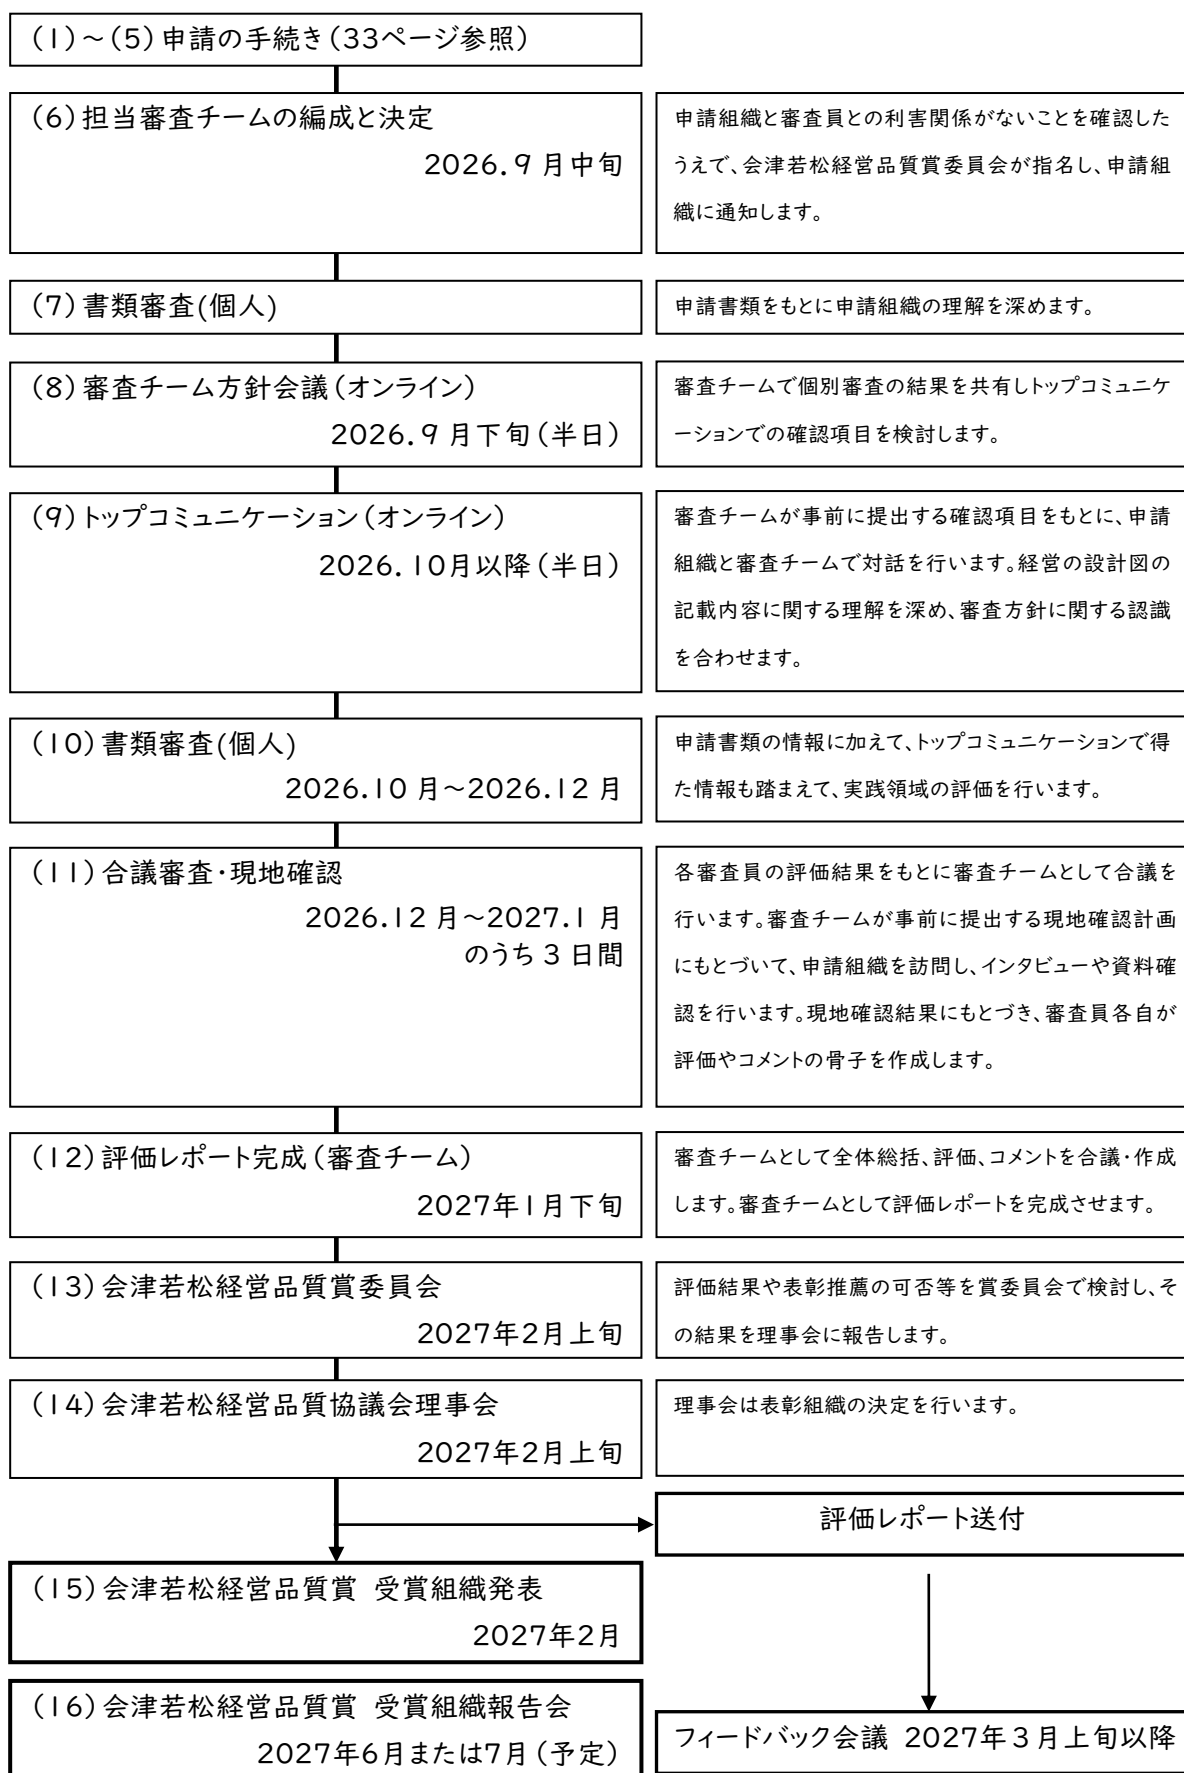 (1)～(5)申請の手続き(33ページ参照)
(6)担当審査チームの編成と決定
2026.9月中旬
申請組織と審査員との利害関係がないことを確認した
うえで、会津若松経営品質賞委員会が指名し、申請組
織に通知します。
(7)書類審査(個人)
申請書類をもとに申請組織の理解を深めます。
(8)審査チーム方針会議(オンライン)
2026.9月下旬(半日)
審査チームで個別審査の結果を共有しトップコミュニケ
ーションでの確認項目を検討します。
(9)トップコミュニケーション(オンライン)
2026.10月以降(半日)
審査チームが事前に提出する確認項目をもとに、申請
組織と審査チームで対話を行います。経営の設計図の
記載内容に関する理解を深め、審査方針に関する認識
を合わせます。
(10)書類審査(個人)
2026.10月～2026.12月
申請書類の情報に加えて、トップコミュニケーションで得
た情報も踏まえて、実践領域の評価を行います。
(11)合議審査・現地確認
2026.12月～2027.1月
のうち3日間
各審査員の評価結果をもとに審査チームとして合議を
行います。審査チームが事前に提出する現地確認計画
にもとづいて、申請組織を訪問し、インタビューや資料確
認を行います。現地確認結果にもとづき、審査員各自が
評価やコメントの骨子を作成します。
(12)評価レポート完成(審査チーム)
2027年1月下旬
審査チームとして全体総括、評価、コメントを合議・作成
します。審査チームとして評価レポートを完成させます。
(13)会津若松経営品質賞委員会
2027年2月上旬
評価結果や表彰推薦の可否等を賞委員会で検討し、そ
の結果を理事会に報告します。
(14)会津若松経営品質協議会理事会
2027年2月上旬
理事会は表彰組織の決定を行います。
評価レポート送付
(15)会津若松経営品質賞 受賞組織発表
2027年2月
(16)会津若松経営品質賞 受賞組織報告会
2027年6月または7月(予定)
フィードバック会議 2027年3月上旬以降